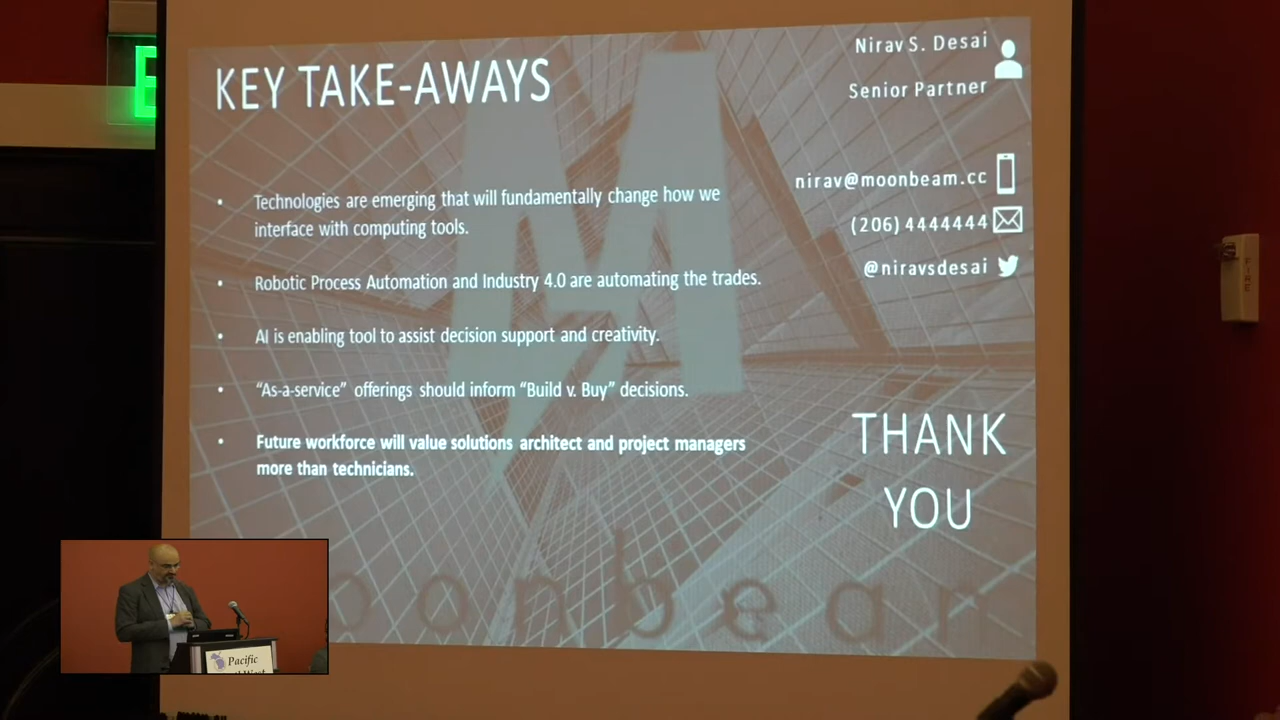 KEY TAKE-AWAYS
Nirav S. Desai
Senior Partner
nirav@moonbeam.cc
(206) 4444444
@niravsdesai
• Technologies are emerging that will fundamentally change how we
interface with computing tools.
• Robotic Process Automation and Industry 4.0 are automating the trades.
• AI is enabling tool to assist decision support and creativity.
• “As-a-service” offerings should inform “Build v. Buy” decisions.
• Future workforce will value solutions architect and project managers
more than technicians.
THANK
YOU
Pacific
FIRE